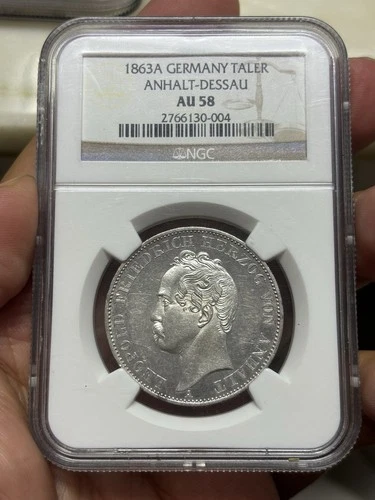 1863A GERMANY TALER
ANHALT-DESSAU
AU 58
2766130-004
NGC
LEOPOLD FRIEDRICH HERZOG VON ANHALT
A